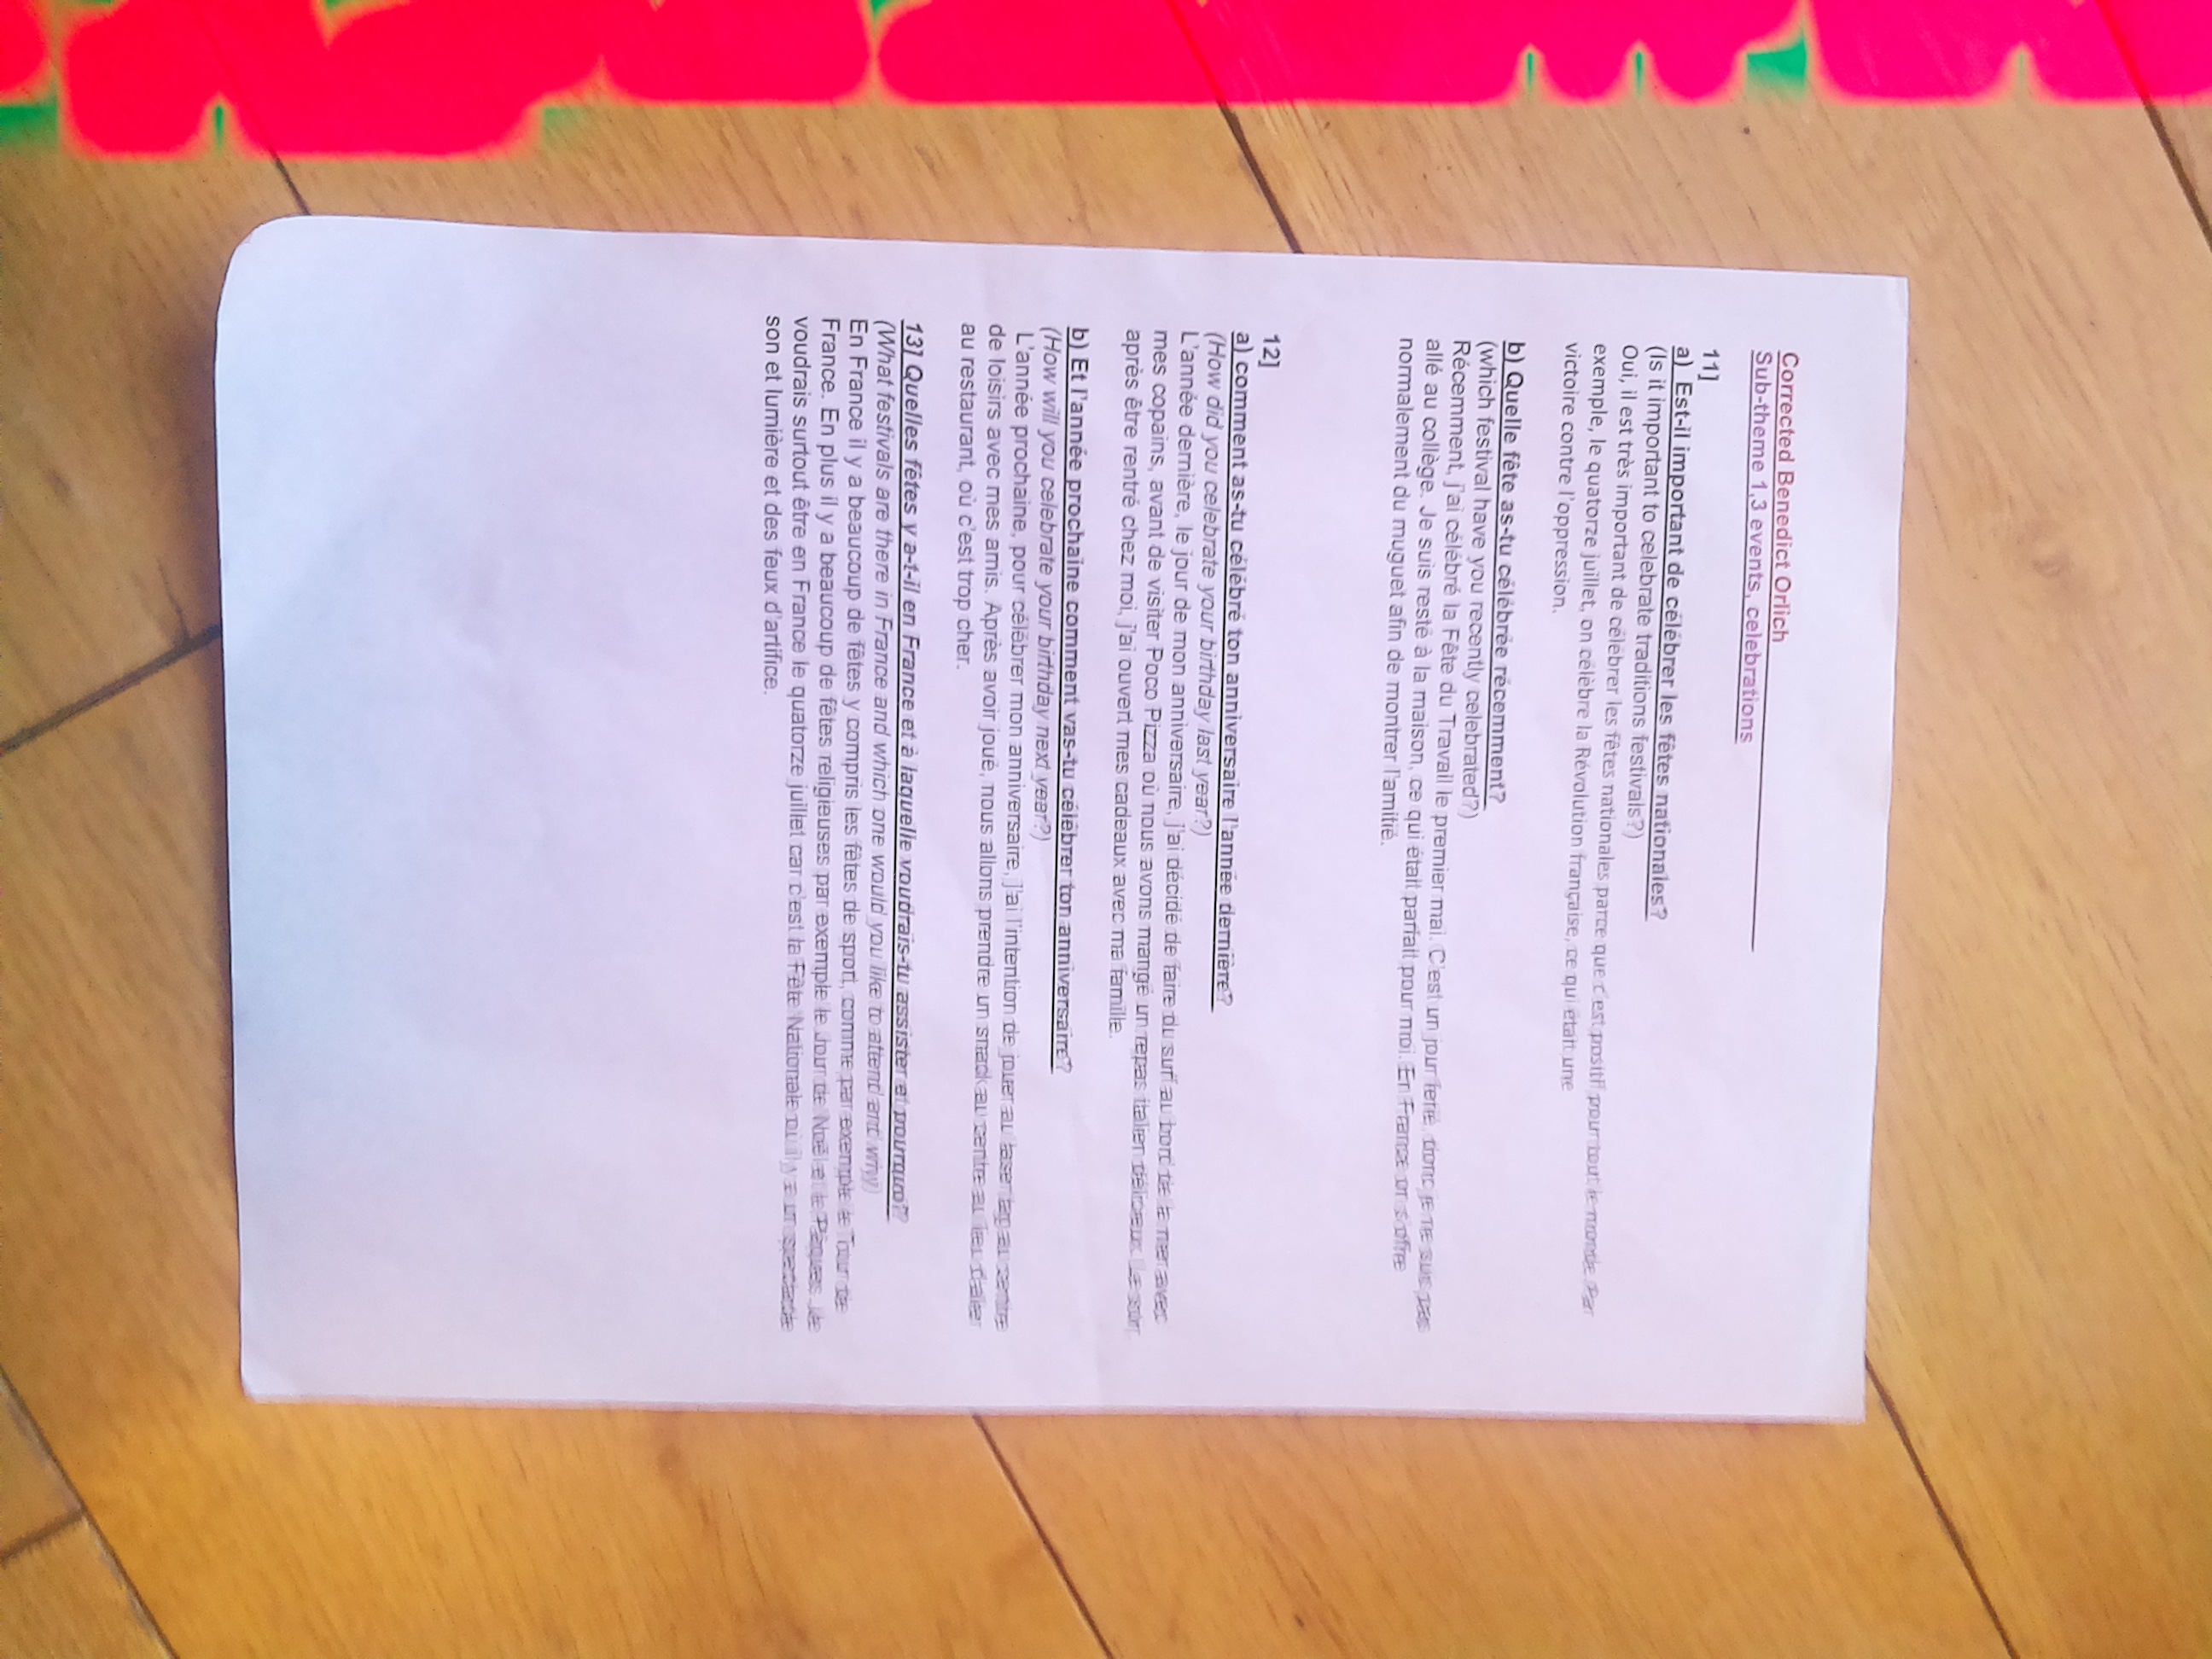 Corrected Benedict Orlich
Sub-theme 1,3 events, celebrations
11]
a) Est-il important de célébrer les fêtes nationales?
(Is it important to celebrate traditions festivals?)
Oui, il est très important de célébrer les fêtes nationales parce que c'est positif pour tout le monde. Par
exemple, le quatorze juillet, on célèbre la Révolution française, ce qui était une
victoire contre l'oppression.
b) Quelle fête as-tu célébrée récemment?
(which festival have you recently celebrated?)
Récemment, j'ai célébré la Fête du Travail le premier mai. C'est un jour férié, donc je ne suis pas
allé au collège. Je suis resté à la maison, ce qui était parfait pour moi. En France on s'offre
normalement du muguet afin de montrer l'amitié.
12]
a) comment as-tu célébré ton anniversaire l'année dernière?
(How did you celebrate your birthday last year?)
L'année dernière, le jour de mon anniversaire, j'ai décidé de faire du surf au bord de la mer avec
mes copains, avant de visiter Poco Pizza où nous avons mangé un repas italien délicieux. Le soir,
après être rentré chez moi, j'ai ouvert mes cadeaux avec ma famille.
b) Et l'année prochaine comment vas-tu célébrer ton anniversaire?
(How will you celebrate your birthday next year?)
L'année prochaine, pour célébrer mon anniversaire, j'ai l'intention de jouer au laser tag au centre
de loisirs avec mes amis. Après avoir joué, nous allons prendre un snack au centre au lieu d'aller
au restaurant, où c'est trop cher.
13] Quelles fêtes y a-t-il en France et à laquelle voudrais-tu assister et pourquoi?
(What festivals are there in France and which one would you like to attend and why)
En France il y a beaucoup de fêtes y compris les fêtes de sport, comme par exemple le Tour de
France. En plus il y a beaucoup de fêtes religieuses par exemple le Jour de Noël et le Pâques. Je
voudrais surtout être en France le quatorze juillet car c'est la Fête Nationale où il y a un spectacle
son et lumière et des feux d'artifice.